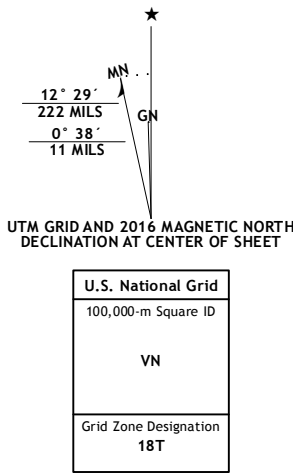 ★
MN
GN
12° 29´
222 MILS
0° 38´
11 MILS
UTM GRID AND 2016 MAGNETIC NORTH
DECLINATION AT CENTER OF SHEET
U.S. National Grid
100,000-m Square ID
VN
Grid Zone Designation
18T